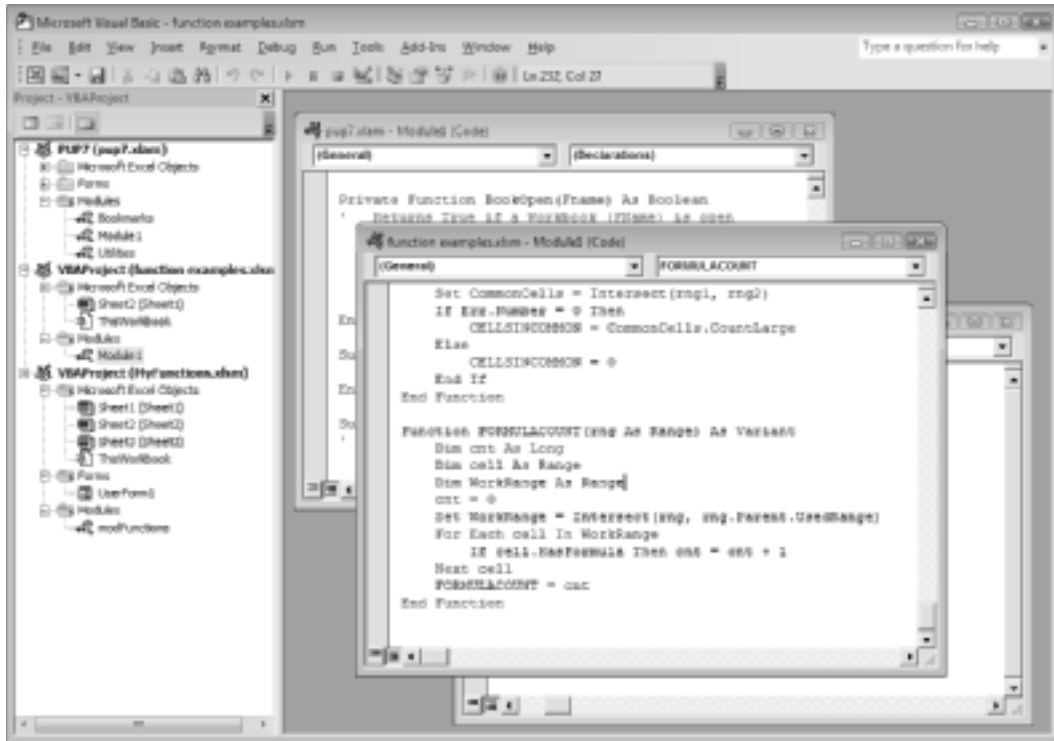 Microsoft Visual Basic - function examples.xlsm
File Edit View Insert Format Debug Run Tools Add-Ins Window Help
Type a question for help
Ln 232, Col 27
Project - VBAProject
PUP7 (pup7.xlam)
Microsoft Excel Objects
Forms
Modules
Bookmarks
Module1
Utilities
VBAProject (function examples.xlsm
Microsoft Excel Objects
Sheet2 (Sheet1)
ThisWorkbook
Modules
Module1
VBAProject (MyFunctions.xlsm)
Microsoft Excel Objects
Sheet1 (Sheet1)
Sheet2 (Sheet2)
Sheet3 (Sheet3)
ThisWorkbook
Forms
UserForm1
Modules
modFunctions
pup7.xlam - (Code)
(General)
(Declarations)
Private Function BookOpen(Fname) As Boolean
' Returns True if a Workbook (FName) is open
En
Su
En
Su
'
function examples.xlsm - Module1 (Code)
(General)
FORMULACOUNT
Set CommonCells = Intersect(rng1, rng2)
If Err.Number = 0 Then
CELLSINCOMMON = CommonCells.CountLarge
Else
CELLSINCOMMON = 0
End If
End Function
Function FORMULACOUNT(rng As Range) As Variant
Dim cnt As Long
Dim cell As Range
Dim WorkRange As Range
cnt = 0
Set WorkRange = Intersect(rng, rng.Parent.UsedRange)
For Each cell In WorkRange
If cell.HasFormula Then cnt = cnt + 1
Next cell
FORMULACOUNT = cnt
End Function